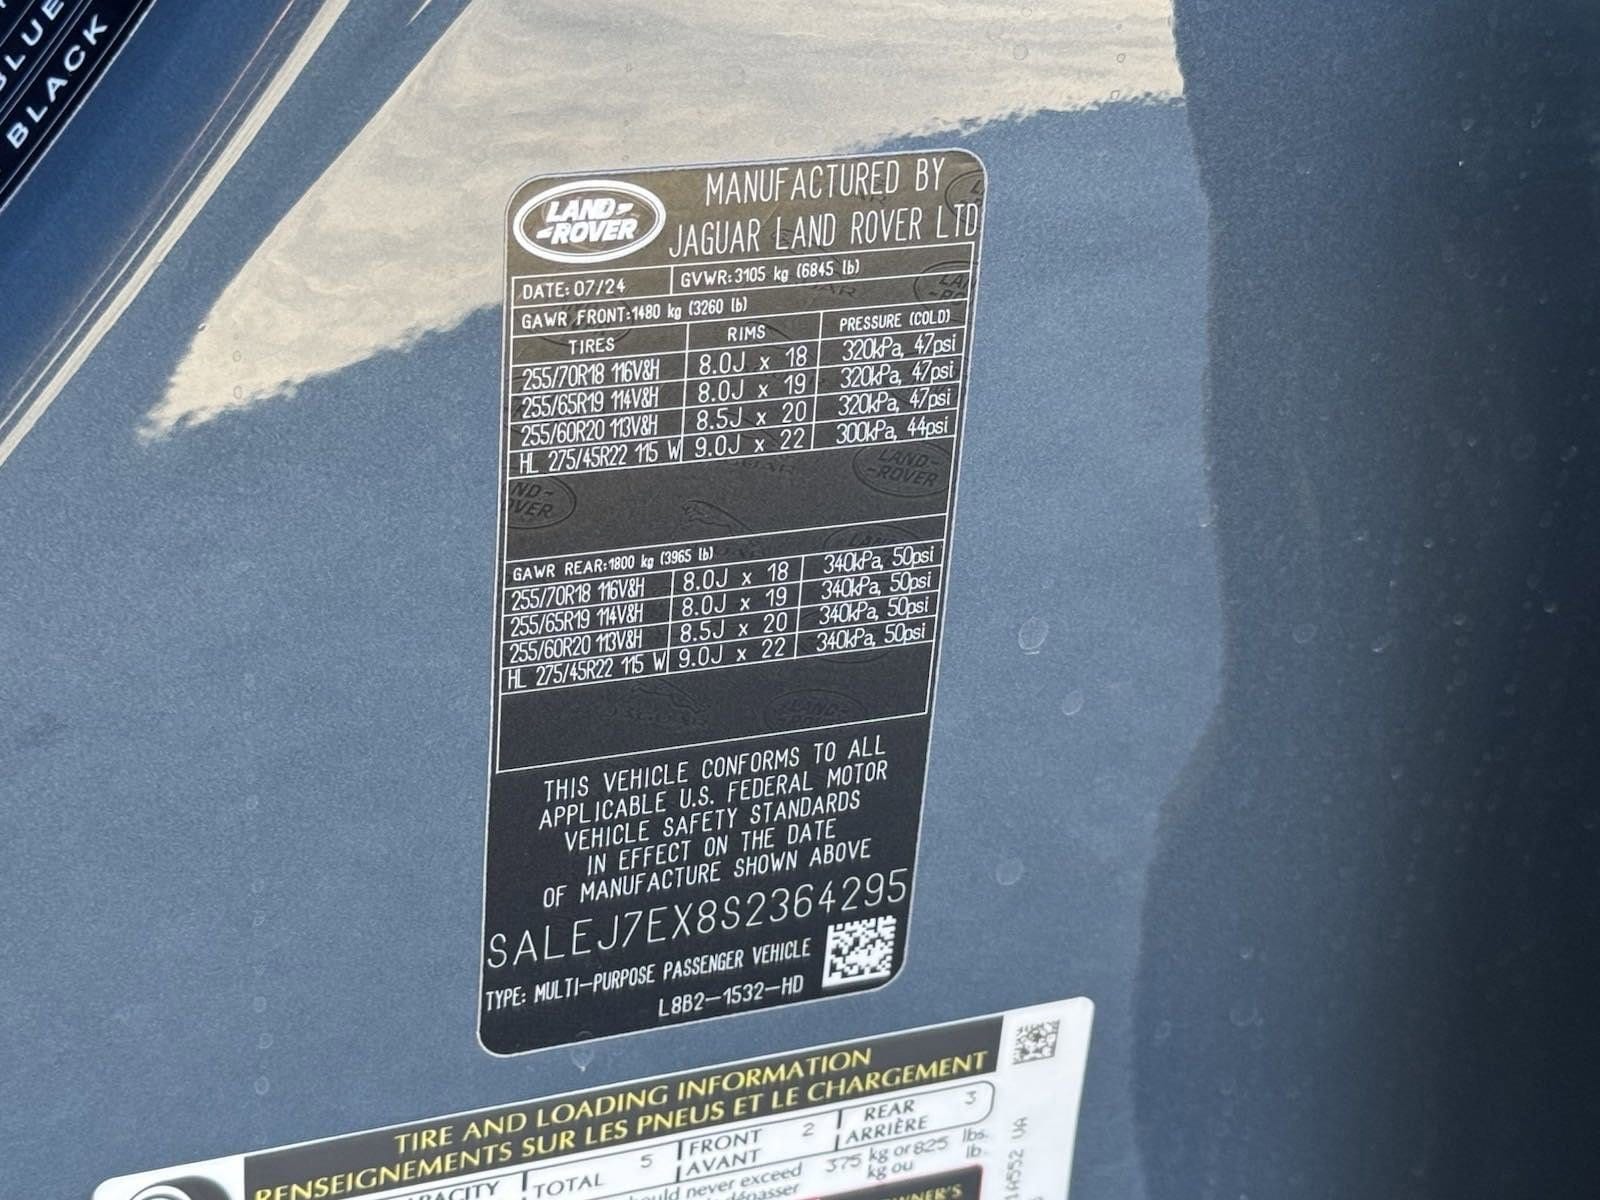 BLUE
BLACK
LAND-
-ROVER
MANUFACTURED BY
JAGUAR LAND ROVER LTD
DATE: 07/24 GVWR: 3105 kg (6845 lb)
GAWR FRONT: 1480 kg (3260 lb)
TIRES RIMS PRESSURE (COLD)
255/70R18 116V&H 8.0J x 18 320kPa, 47psi
255/65R19 114V&H 8.0J x 19 320kPa, 47psi
255/60R20 113V&H 8.5J x 20 320kPa, 47psi
HL 275/45R22 115 W 9.0J x 22 300kPa, 44psi
GAWR REAR: 1800 kg (3965 lb)
255/70R18 116V&H 8.0J x 18 340kPa, 50psi
255/65R19 114V&H 8.0J x 19 340kPa, 50psi
255/60R20 113V&H 8.5J x 20 340kPa, 50psi
HL 275/45R22 115 W 9.0J x 22 340kPa, 50psi
THIS VEHICLE CONFORMS TO ALL
APPLICABLE U.S. FEDERAL MOTOR
VEHICLE SAFETY STANDARDS
IN EFFECT ON THE DATE
OF MANUFACTURE SHOWN ABOVE
SALEJ7EX8S2364295
TYPE: MULTI-PURPOSE PASSENGER VEHICLE
L8B2-1532-HD
TIRE AND LOADING INFORMATION
RENSEIGNEMENTS SUR LES PNEUS ET LE CHARGEMENT
TOTAL 5 FRONT 2 REAR 3
AVANT ARRIÈRE
should never exceed 375 kg or 825 lbs.
kg ou lb.
OWNER'S